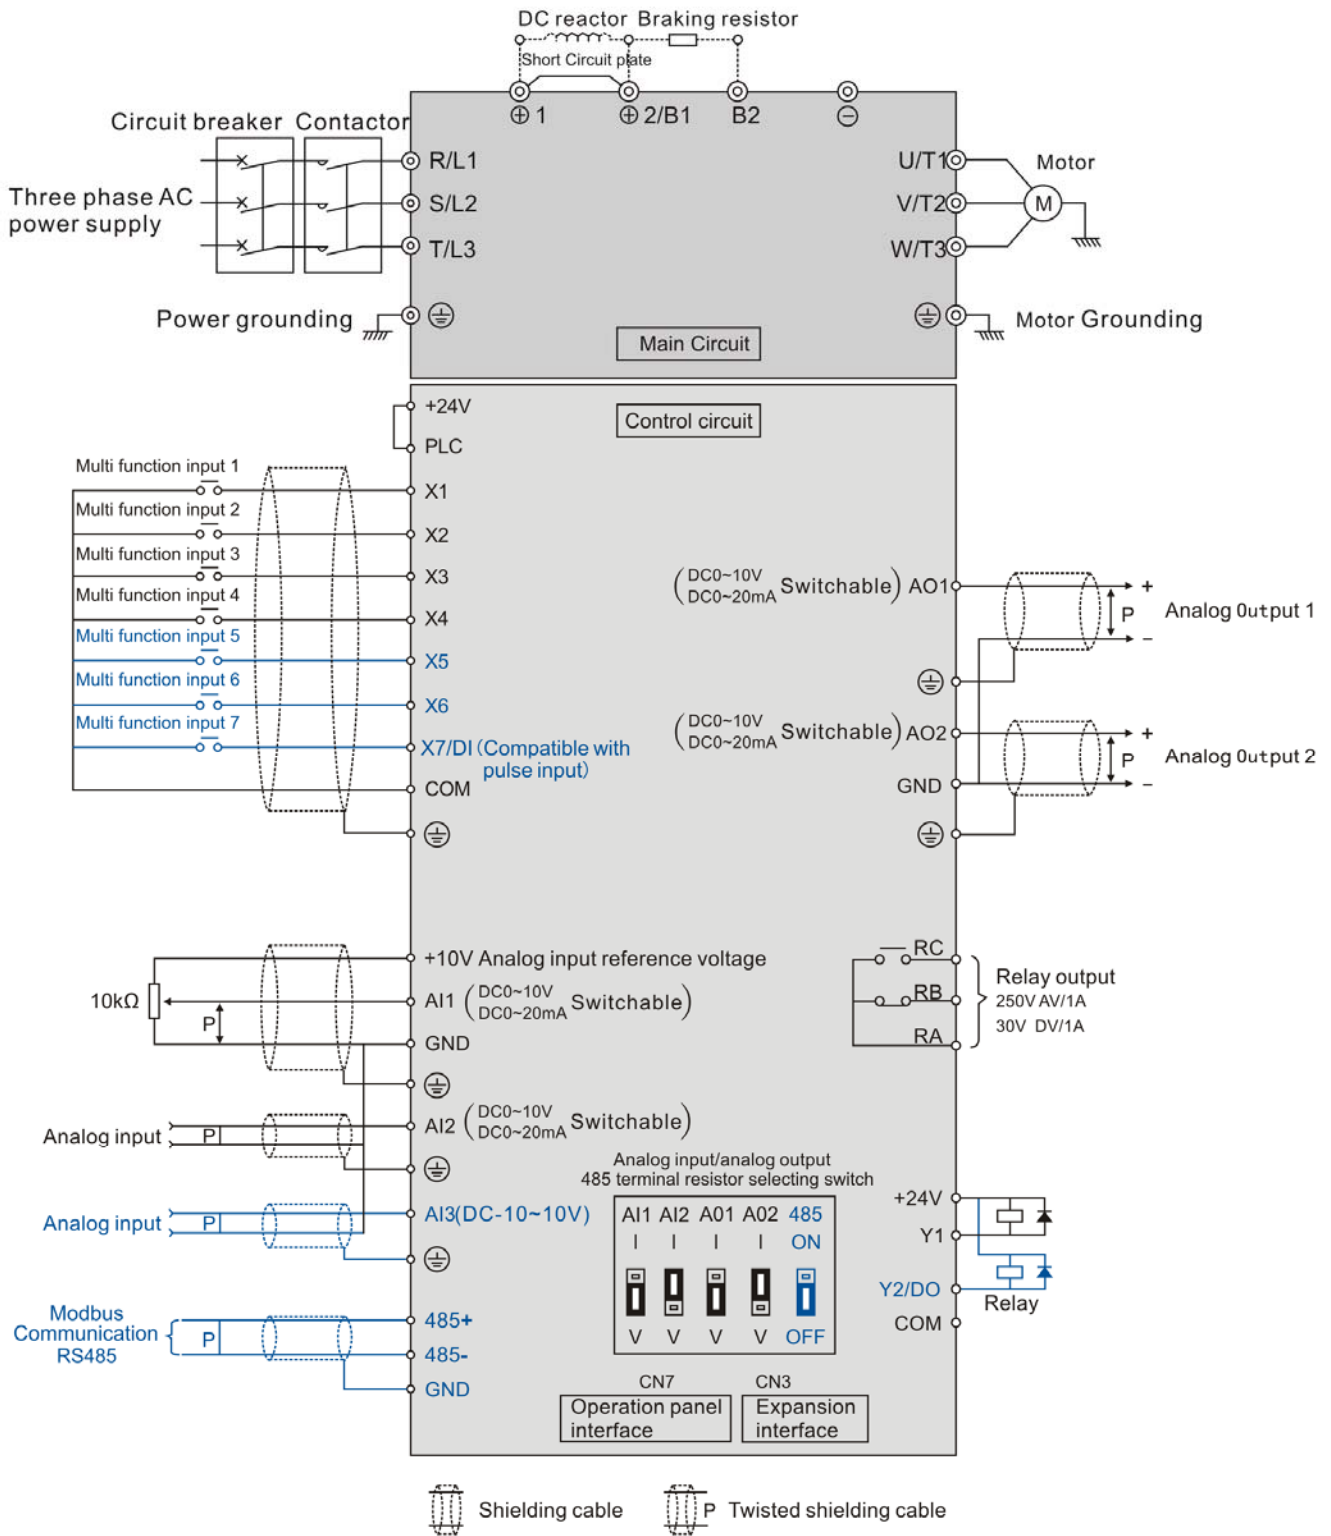 DC reactor Braking resistor
Short Circuit plate
⊕ 1
⊕ 2/B1
B2
⊖
Circuit breaker Contactor
Three phase AC
power supply
R/L1
S/L2
T/L3
U/T1
V/T2
W/T3
Motor
M
Power grounding
Motor Grounding
Main Circuit
Control circuit
+24V
PLC
Multi function input 1
X1
Multi function input 2
X2
Multi function input 3
X3
Multi function input 4
X4
Multi function input 5
X5
Multi function input 6
X6
Multi function input 7
X7/DI (Compatible with
pulse input)
COM
(DC0~10V
DC0~20mA Switchable) AO1
+
P
−
Analog Output 1
(DC0~10V
DC0~20mA Switchable) AO2
GND
+
P
−
Analog Output 2
+10V Analog input reference voltage
10kΩ
P
AI1 (DC0~10V
DC0~20mA Switchable)
GND
RC
RB
RA
Relay output
250V AV/1A
30V DV/1A
Analog input
P
AI2 (DC0~10V
DC0~20mA Switchable)
Analog input
P
AI3(DC-10~10V)
Analog input/analog output
485 terminal resistor selecting switch
AI1 AI2 A01 A02 485
I I I I ON
V V V V OFF
+24V
Y1
Y2/DO
Relay
COM
Modbus
Communication
RS485
P
485+
485-
GND
CN7
Operation panel
interface
CN3
Expansion
interface
Shielding cable
P Twisted shielding cable